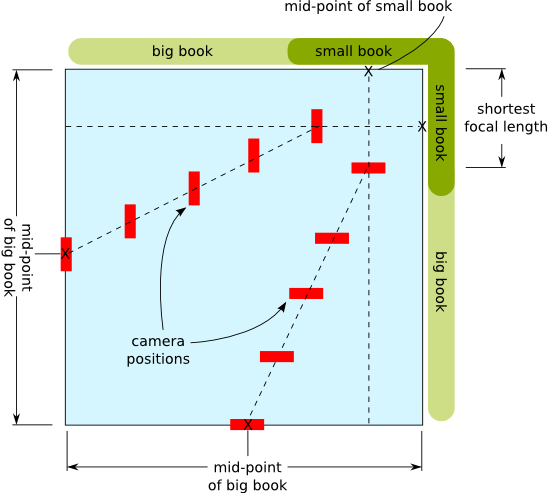 mid-point of small book
big book
small book
small book
shortest
focal length
mid-point
of big book
big book
camera
positions
mid-point
of big book